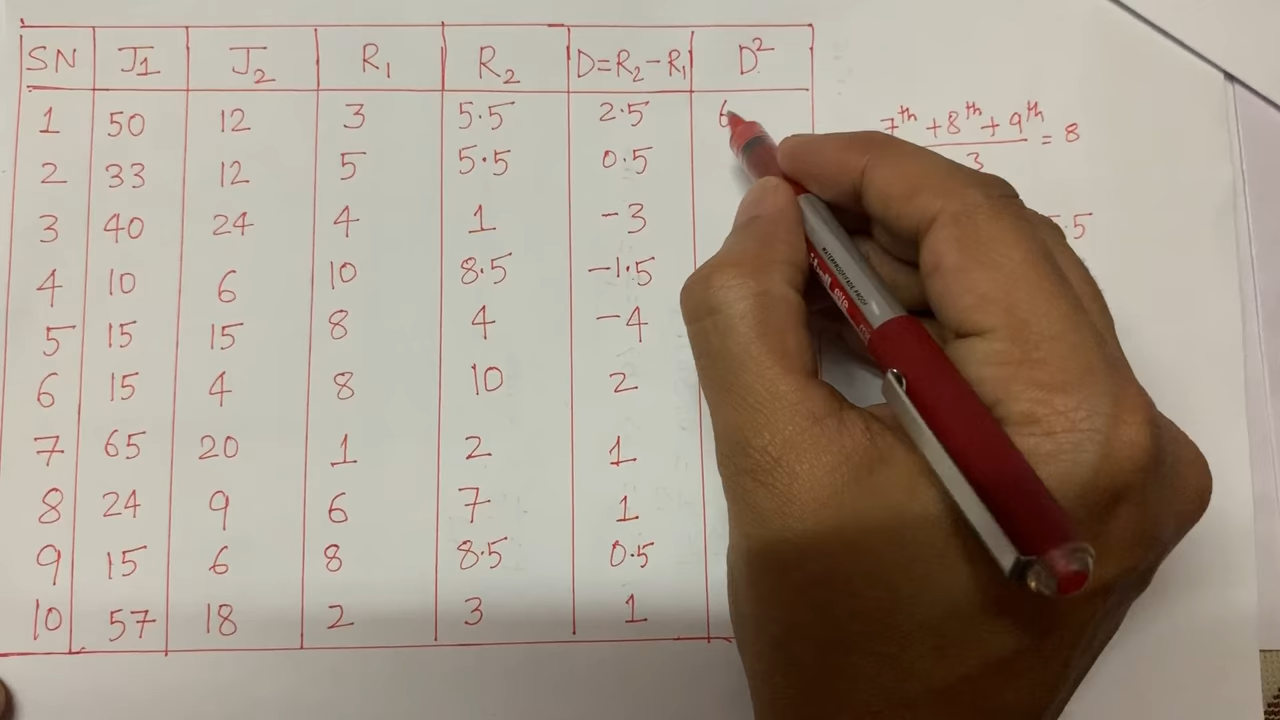 SN J1 J2 R1 R2 D=R2-R1 D²
1 50 12 3 5.5 2.5 6
2 33 12 5 5.5 0.5
3 40 24 4 1 -3
4 10 6 10 8.5 -1.5
5 15 15 8 4 -4
6 15 4 8 10 2
7 65 20 1 2 1
8 24 9 6 7 1
9 15 6 8 8.5 0.5
10 57 18 2 3 1
7th + 8th + 9th
3
= 8
.5
WATERPROOF/FADE PROOF